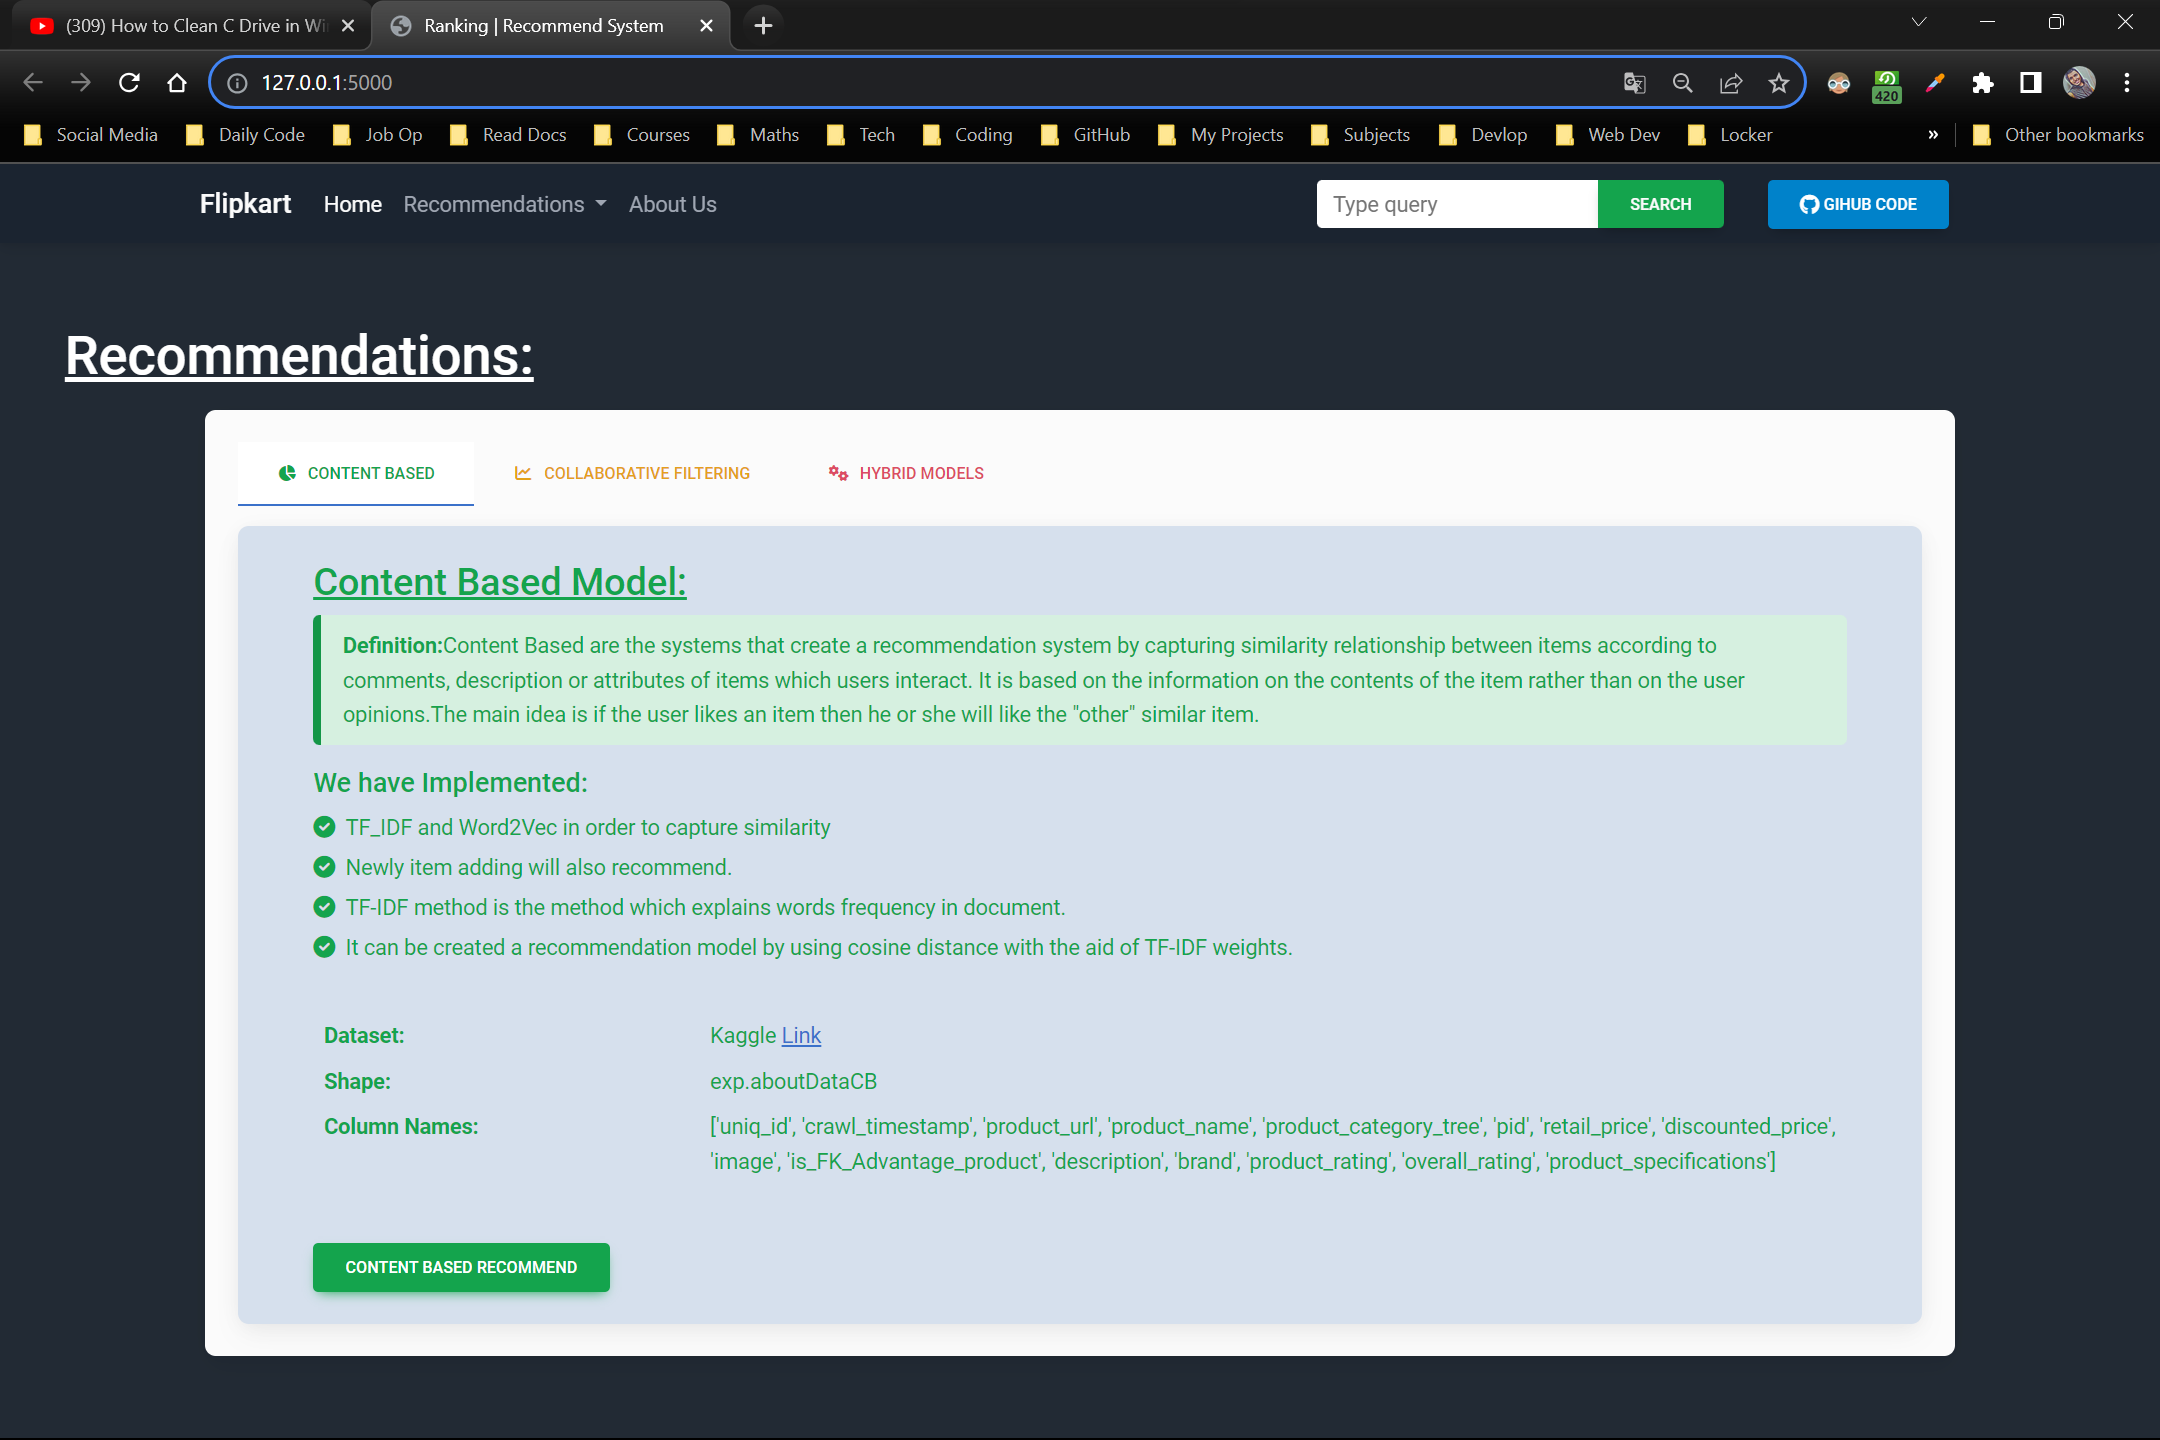 (309) How to Clean C Drive in Wi
Ranking | Recommend System
127.0.0.1:5000
420
Social Media Daily Code Job Op Read Docs Courses Maths Tech Coding GitHub My Projects Subjects Devlop Web Dev Locker » Other bookmarks
Flipkart Home Recommendations About Us Type query SEARCH GIHUB CODE
Recommendations:
CONTENT BASED COLLABORATIVE FILTERING HYBRID MODELS
Content Based Model:
Definition:Content Based are the systems that create a recommendation system by capturing similarity relationship between items according to
comments, description or attributes of items which users interact. It is based on the information on the contents of the item rather than on the user
opinions.The main idea is if the user likes an item then he or she will like the "other" similar item.
We have Implemented:
TF_IDF and Word2Vec in order to capture similarity
Newly item adding will also recommend.
TF-IDF method is the method which explains words frequency in document.
It can be created a recommendation model by using cosine distance with the aid of TF-IDF weights.
Dataset: Kaggle Link
Shape: exp.aboutDataCB
Column Names: ['uniq_id', 'crawl_timestamp', 'product_url', 'product_name', 'product_category_tree', 'pid', 'retail_price', 'discounted_price',
'image', 'is_FK_Advantage_product', 'description', 'brand', 'product_rating', 'overall_rating', 'product_specifications']
CONTENT BASED RECOMMEND